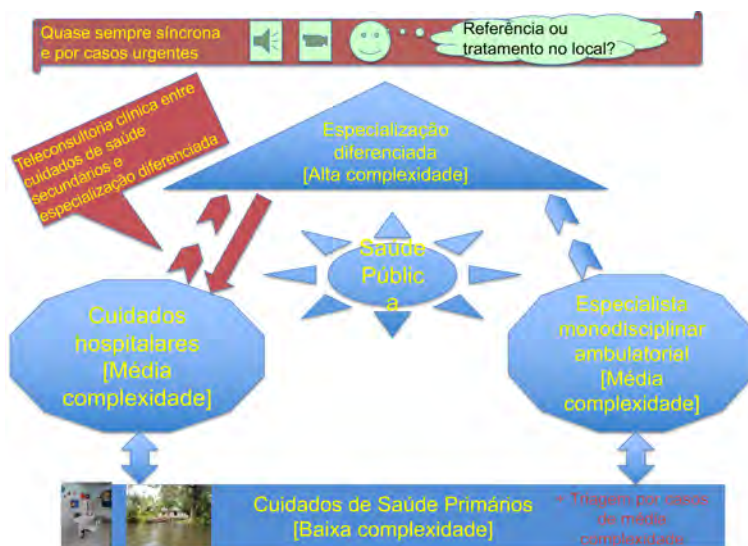 Quase sempre síncrona
e por casos urgentes
Referência ou
tratamento no local?
Teleconsultoria clínica entre
cuidados de saúde
secundários e
especialização diferenciada
Especialização
diferenciada
[Alta complexidade]
Saúde
Públic
a
Cuidados
hospitalares
[Média
complexidade]
Especialista
monodisciplinar
ambulatorial
[Média
complexidade]
Cuidados de Saúde Primários
[Baixa complexidade]
+ Triagem por casos
de média
complexidade